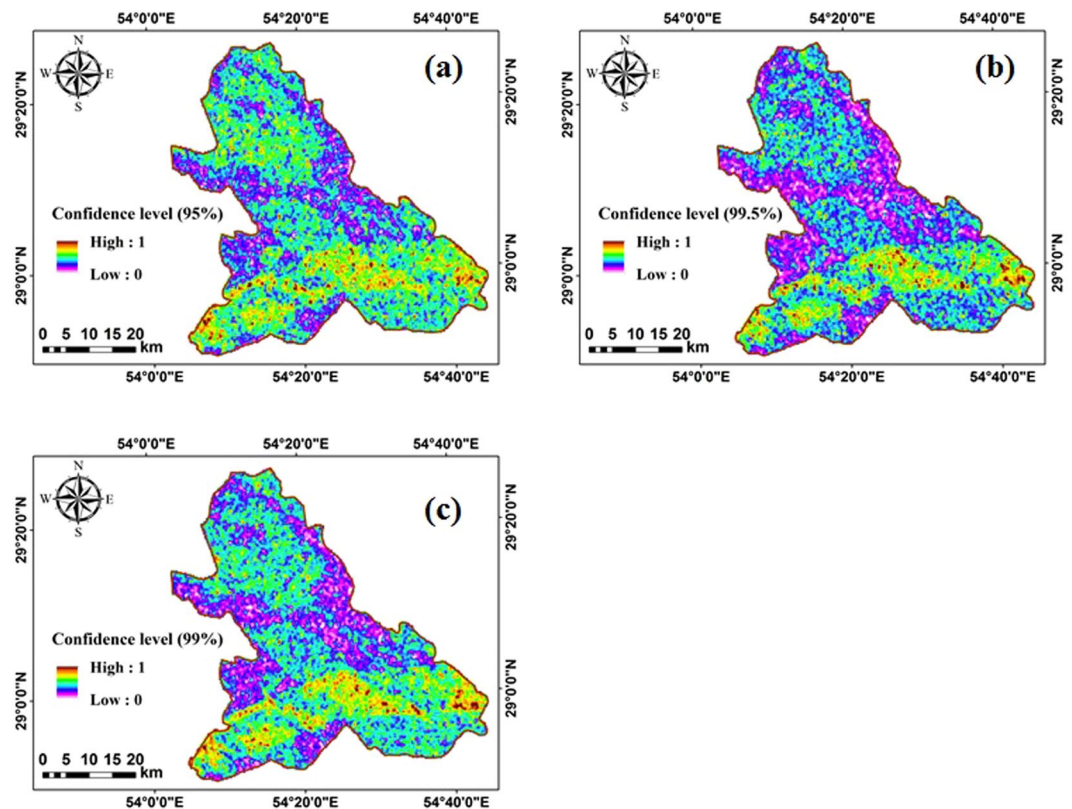 54°0'0"E 54°20'0"E 54°40'0"E
N
W E
S
(a)
29°20'0"N
29°0'0"N
Confidence level (95%)
High : 1
Low : 0
0 5 10 15 20
km
29°20'0"N
29°0'0"N
54°0'0"E 54°20'0"E 54°40'0"E
54°0'0"E 54°20'0"E 54°40'0"E
N
W E
S
(b)
29°20'0"N
29°0'0"N
Confidence level (99.5%)
High : 1
Low : 0
0 5 10 15 20
km
29°20'0"N
29°0'0"N
54°0'0"E 54°20'0"E 54°40'0"E
54°0'0"E 54°20'0"E 54°40'0"E
N
W E
S
(c)
29°20'0"N
29°0'0"N
Confidence level (99%)
High : 1
Low : 0
0 5 10 15 20
km
29°20'0"N
29°0'0"N
54°0'0"E 54°20'0"E 54°40'0"E